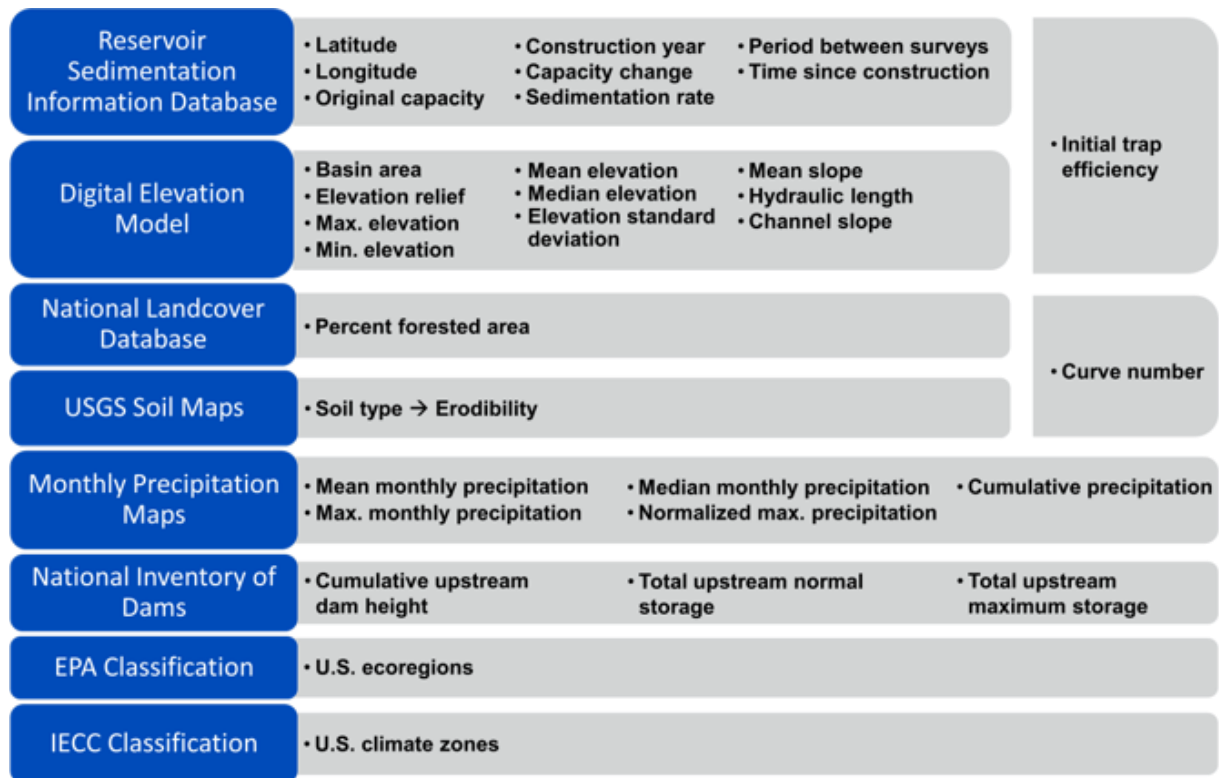 Reservoir
Sedimentation
Information Database
• Latitude
• Longitude
• Original capacity
• Construction year
• Capacity change
• Sedimentation rate
• Period between surveys
• Time since construction
• Initial trap
efficiency
Digital Elevation
Model
• Basin area
• Elevation relief
• Max. elevation
• Min. elevation
• Mean elevation
• Median elevation
• Elevation standard
deviation
• Mean slope
• Hydraulic length
• Channel slope
National Landcover
Database
• Percent forested area
• Curve number
USGS Soil Maps
• Soil type → Erodibility
Monthly Precipitation
Maps
• Mean monthly precipitation
• Max. monthly precipitation
• Median monthly precipitation
• Normalized max. precipitation
• Cumulative precipitation
National Inventory of
Dams
• Cumulative upstream
dam height
• Total upstream normal
storage
• Total upstream
maximum storage
EPA Classification
• U.S. ecoregions
IECC Classification
• U.S. climate zones